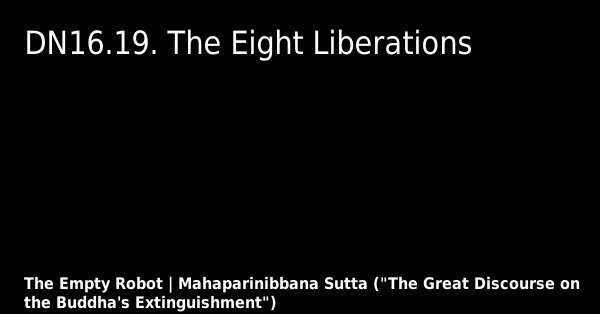 DN16.19. The Eight Liberations
The Empty Robot | Mahaparinibbana Sutta ("The Great Discourse on
the Buddha's Extinguishment")